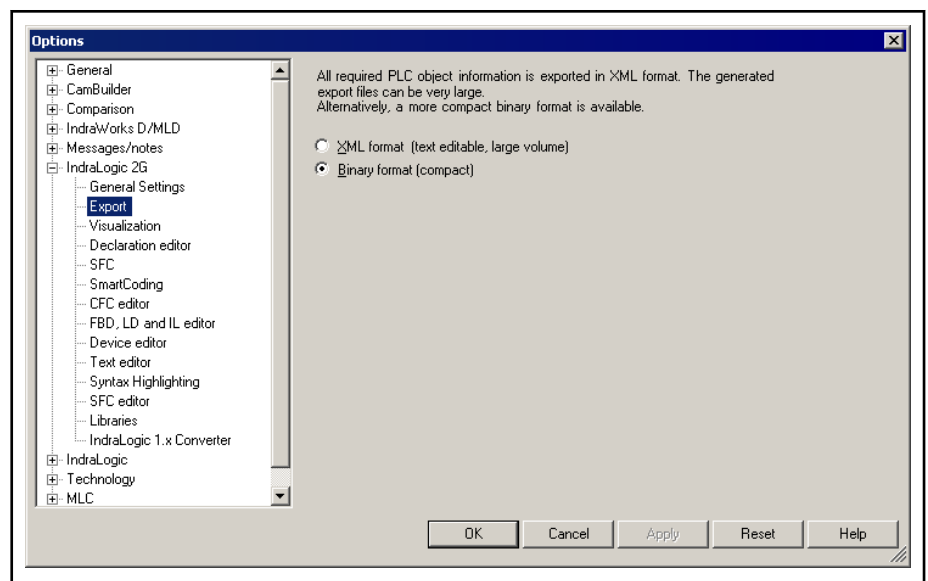 Options
General
CamBuilder
Comparison
IndraWorks D/MLD
Messages/notes
IndraLogic 2G
General Settings
Export
Visualization
Declaration editor
SFC
SmartCoding
CFC editor
FBD, LD and IL editor
Device editor
Text editor
Syntax Highlighting
SFC editor
Libraries
IndraLogic 1.x Converter
IndraLogic
Technology
MLC
All required PLC object information is exported in XML format. The generated
export files can be very large.
Alternatively, a more compact binary format is available.
XML format (text editable, large volume)
Binary format (compact)
OK
Cancel
Apply
Reset
Help